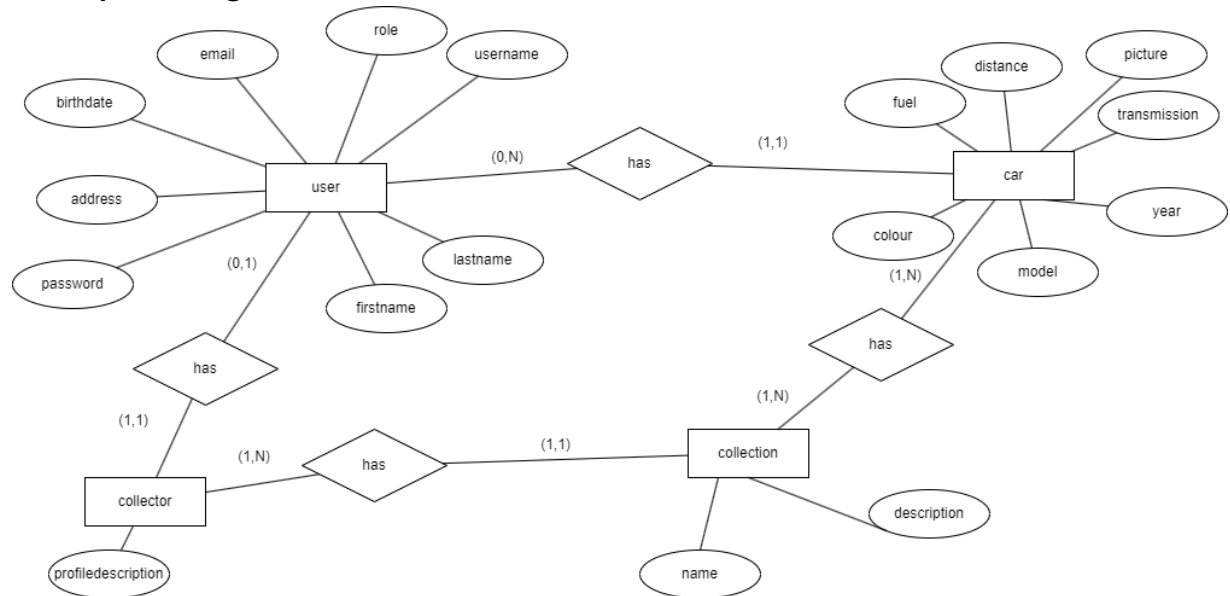 role
email
username
picture
distance
fuel
birthdate
transmission
(0,N)
has
(1,1)
user
car
address
year
colour
lastname
(0,1)
(1,N)
model
password
firstname
has
has
(1,N)
(1,1)
(1,N)
(1,1)
has
collection
collector
description
profiledescription
name